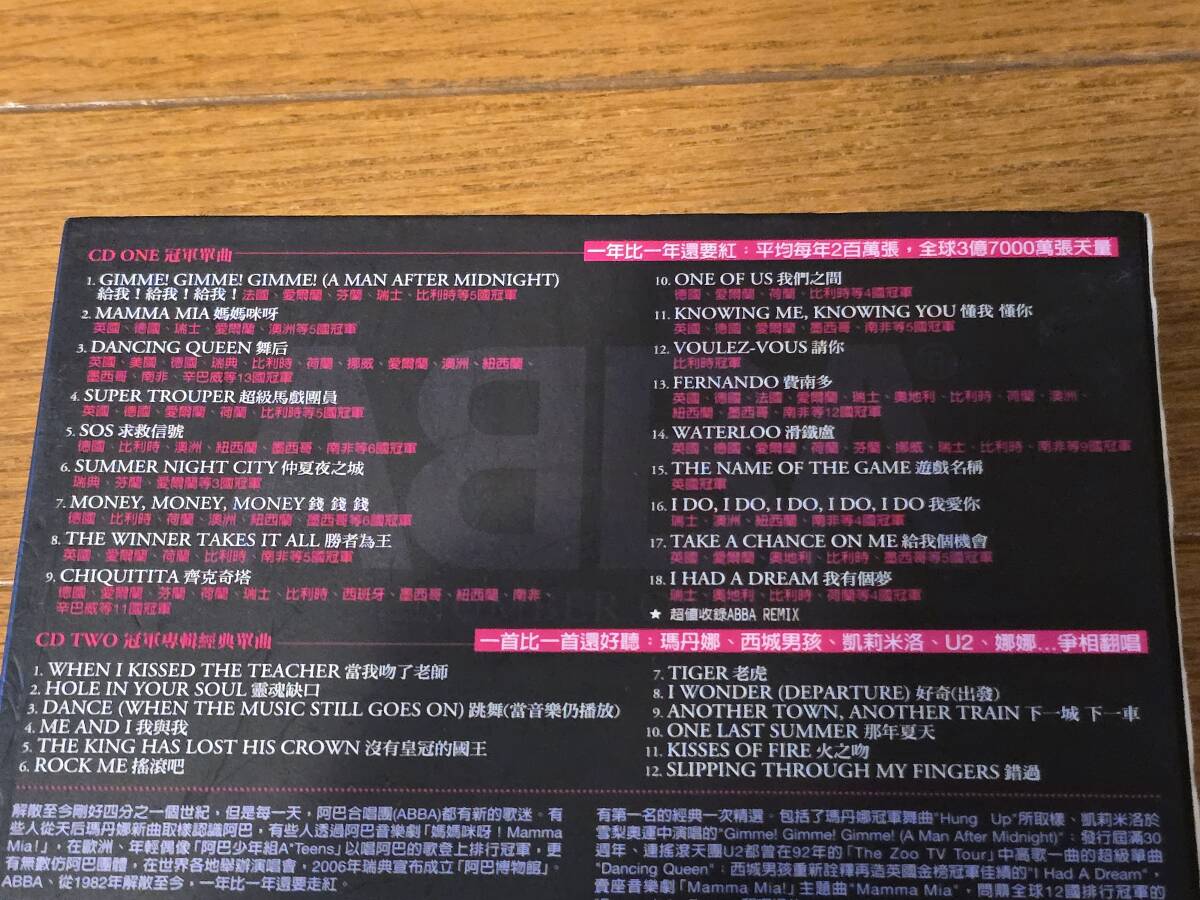 CD ONE 冠軍單曲
一年比一年還要紅：平均每年2百萬張，全球3億7000萬張天量
1. GIMME! GIMME! GIMME! (A MAN AFTER MIDNIGHT)
給我！給我！給我！法國、愛爾蘭、芬蘭、瑞士、比利時等5國冠軍
2. MAMMA MIA 媽媽咪呀
英國、德國、瑞士、愛爾蘭、澳洲等5國冠軍
3. DANCING QUEEN 舞后
英國、美國、德國、瑞典、比利時、荷蘭、挪威、愛爾蘭、澳洲、紐西蘭、
墨西哥、南非、辛巴威等13國冠軍
4. SUPER TROUPER 超級馬戲團員
英國、德國、愛爾蘭、荷蘭、比利時等5國冠軍
5. SOS 求救信號
德國、比利時、澳洲、紐西蘭、墨西哥、南非等6國冠軍
6. SUMMER NIGHT CITY 仲夏夜之城
瑞典、芬蘭、愛爾蘭等3國冠軍
7. MONEY, MONEY, MONEY 錢 錢 錢
德國、比利時、荷蘭、澳洲、紐西蘭、墨西哥等6國冠軍
8. THE WINNER TAKES IT ALL 勝者為王
英國、愛爾蘭、荷蘭、比利時、南非等5國冠軍
9. CHIQUITITA 齊克奇塔
德國、愛爾蘭、芬蘭、荷蘭、瑞士、比利時、西班牙、墨西哥、紐西蘭、南非、
辛巴威等11國冠軍
10. ONE OF US 我們之間
德國、愛爾蘭、荷蘭、比利時等4國冠軍
11. KNOWING ME, KNOWING YOU 懂我 懂你
英國、德國、愛爾蘭、墨西哥、南非等5國冠軍
12. VOULEZ-VOUS 請你
比利時冠軍
13. FERNANDO 費南多
英國、德國、法國、愛爾蘭、瑞士、奧地利、比利時、荷蘭、澳洲、
紐西蘭、墨西哥、南非等12國冠軍
14. WATERLOO 滑鐵盧
英國、德國、愛爾蘭、荷蘭、芬蘭、挪威、瑞士、比利時、南非等9國冠軍
15. THE NAME OF THE GAME 遊戲名稱
英國冠軍
16. I DO, I DO, I DO, I DO, I DO 我愛你
瑞士、澳洲、紐西蘭、南非等4國冠軍
17. TAKE A CHANCE ON ME 給我個機會
英國、愛爾蘭、奧地利、比利時、墨西哥等5國冠軍
18. I HAD A DREAM 我有個夢
瑞士、奧地利、比利時、荷蘭等4國冠軍
★ 超值收錄ABBA REMIX
ABBA
CD TWO 冠軍專輯經典單曲
一首比一首還好聽：瑪丹娜、西城男孩、凱莉米洛、U2、娜娜...爭相翻唱
1. WHEN I KISSED THE TEACHER 當我吻了老師
2. HOLE IN YOUR SOUL 靈魂缺口
3. DANCE (WHEN THE MUSIC STILL GOES ON) 跳舞(當音樂仍播放)
4. ME AND I 我與我
5. THE KING HAS LOST HIS CROWN 沒有皇冠的國王
6. ROCK ME 搖滾吧
7. TIGER 老虎
8. I WONDER (DEPARTURE) 好奇(出發)
9. ANOTHER TOWN, ANOTHER TRAIN 下一城 下一車
10. ONE LAST SUMMER 那年夏天
11. KISSES OF FIRE 火之吻
12. SLIPPING THROUGH MY FINGERS 錯過
解散至今剛好四分之一個世紀，但是每一天，阿巴合唱團(ABBA)都有新的歌迷。有
些人從天后瑪丹娜新曲取樣認識阿巴，有些人透過阿巴音樂劇「媽媽咪呀！Mamma
Mia!」，在歐洲、年輕偶像「阿巴少年組A*Teens」以唱阿巴的歌登上排行冠軍，更
有無數仿阿巴團體，在世界各地舉辦演唱會，2006年瑞典宣布成立「阿巴博物館」。
ABBA、從1982年解散至今，一年比一年還要走紅。
有第一名的經典一次精選。包括了瑪丹娜冠軍舞曲"Hung Up"所取樣、凱莉米洛於
雪梨奧運中演唱的"Gimme! Gimme! Gimme! (A Man After Midnight)"；發行屆滿30
週年、連搖滾天團U2都曾在92年的「The Zoo TV Tour」中高歌一曲的超級單曲
"Dancing Queen"；西城男孩重新詮釋再造英國金榜冠軍佳績的"I Had A Dream"，
賣座音樂劇「Mamma Mia!」主題曲"Mamma Mia"，問鼎全球12國排行冠軍的